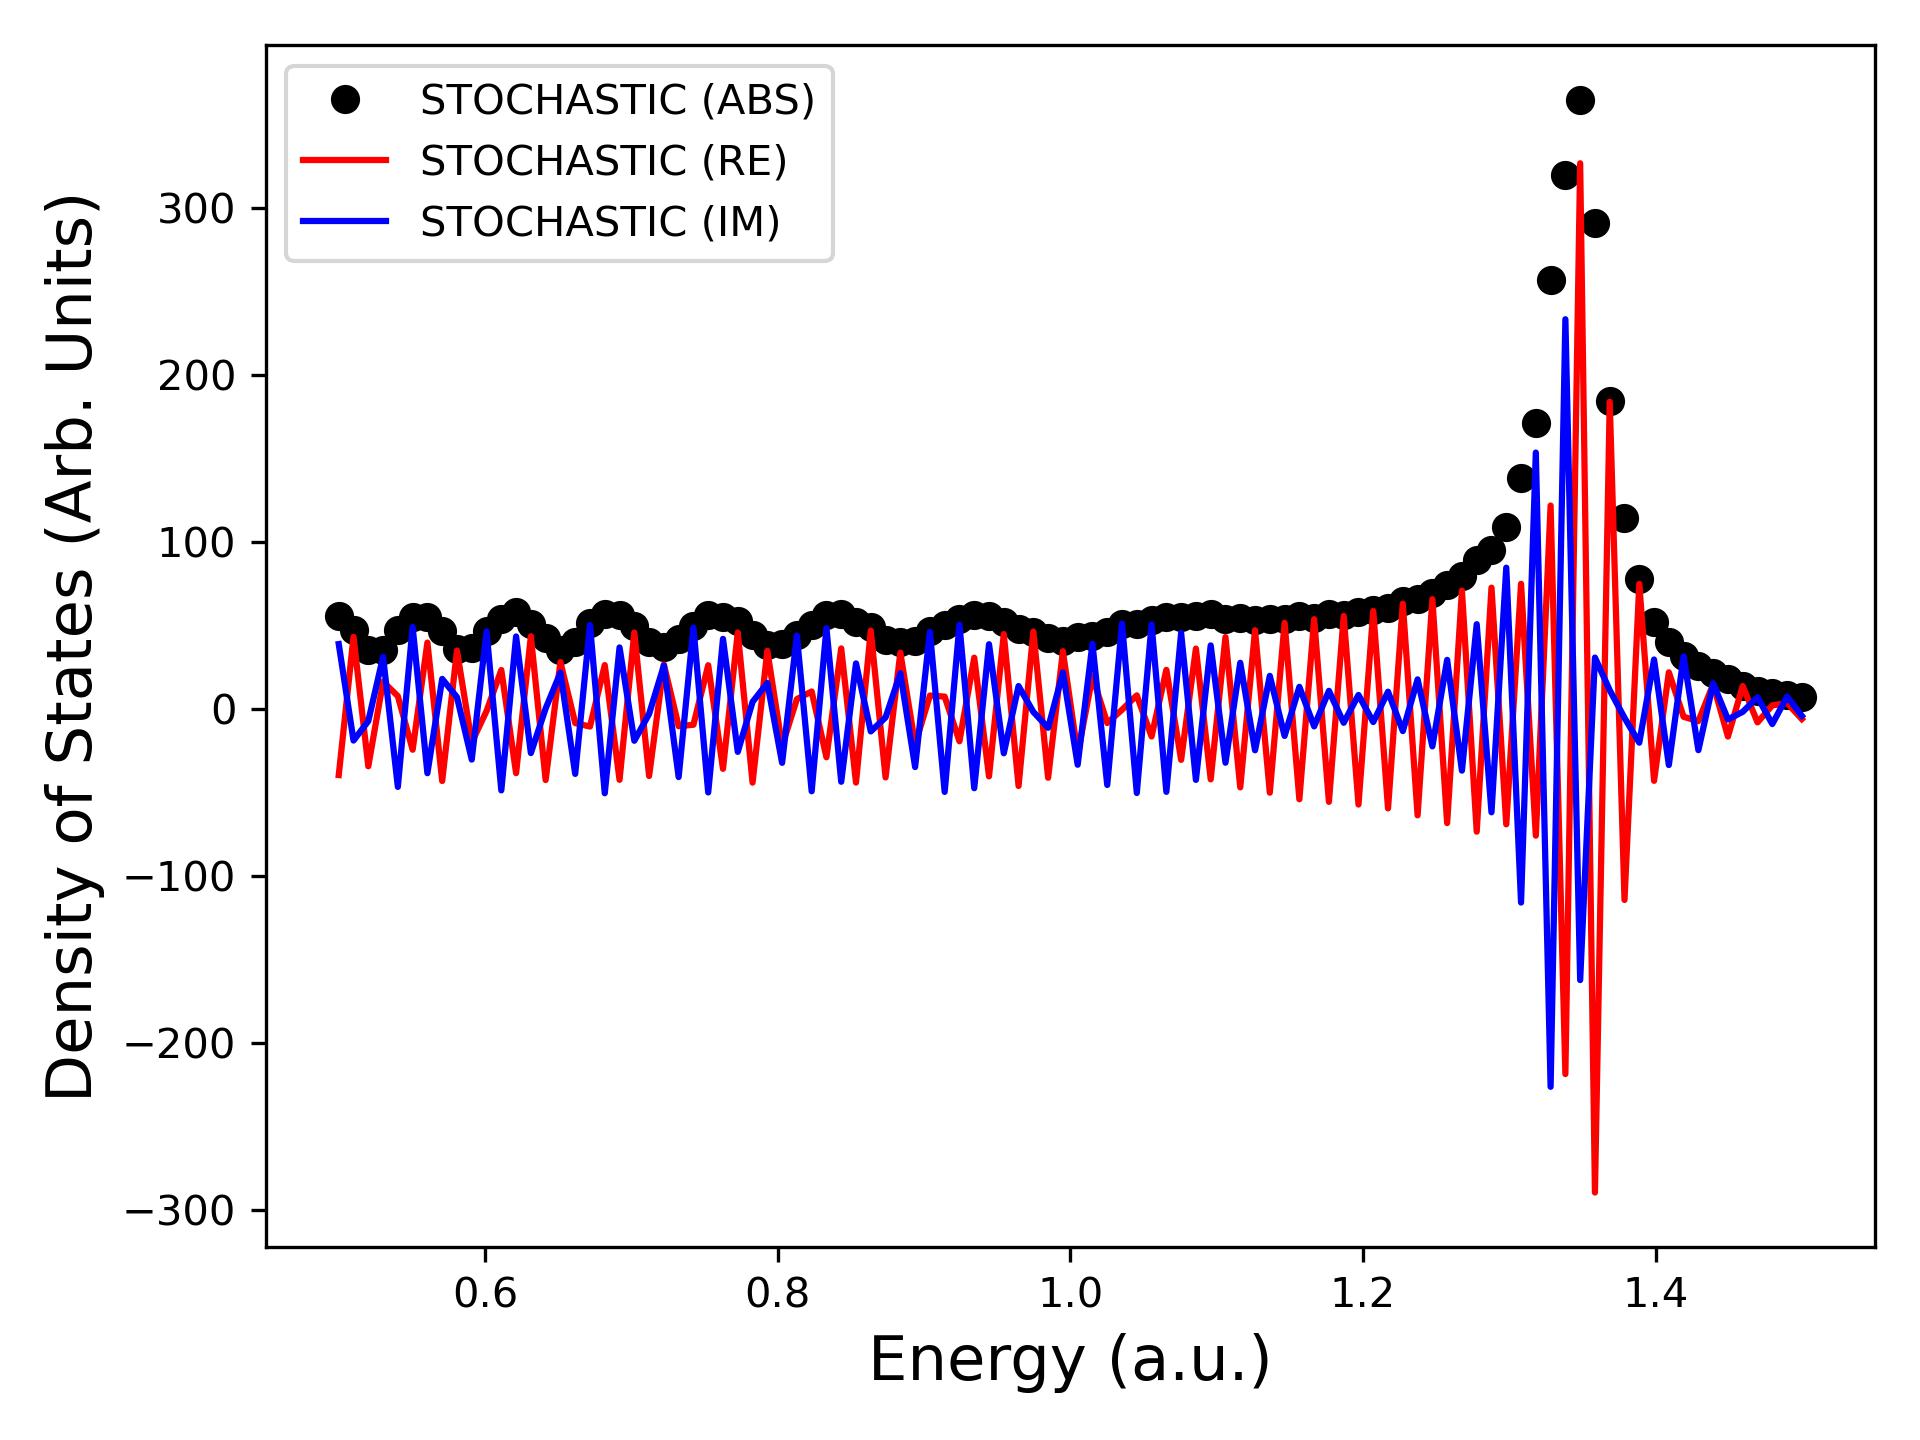 STOCHASTIC (ABS)
STOCHASTIC (RE)
STOCHASTIC (IM)
Density of States (Arb. Units)
300
200
100
0
−100
−200
−300
0.6 0.8 1.0 1.2 1.4
Energy (a.u.)